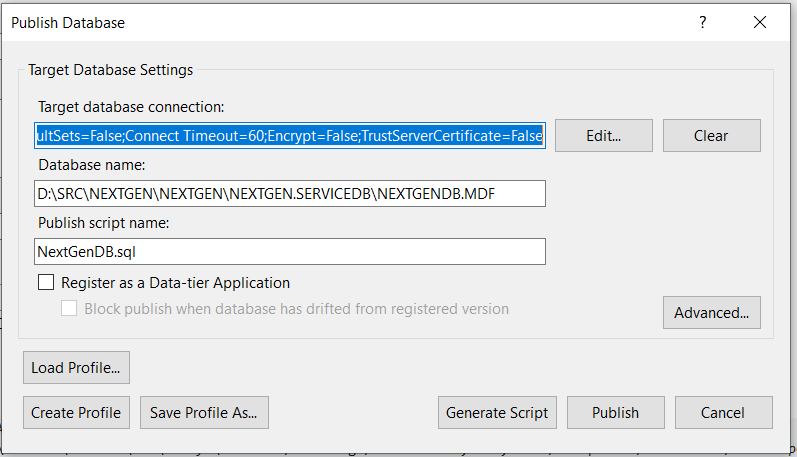 Publish Database
?
Target Database Settings
Target database connection:
ultSets=False;Connect Timeout=60;Encrypt=False;TrustServerCertificate=False
Edit...
Clear
Database name:
D:\SRC\NEXTGEN\NEXTGEN\NEXTGEN.SERVICEDB\NEXTGENDB.MDF
Publish script name:
NextGenDB.sql
Register as a Data-tier Application
Block publish when database has drifted from registered version
Advanced...
Load Profile...
Create Profile
Save Profile As...
Generate Script
Publish
Cancel